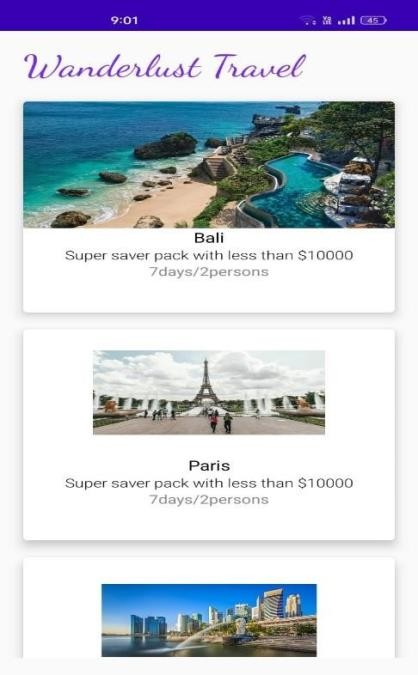 9:01
45
Wanderlust Travel
Bali
Super saver pack with less than $10000
7days/2persons
Paris
Super saver pack with less than $10000
7days/2persons